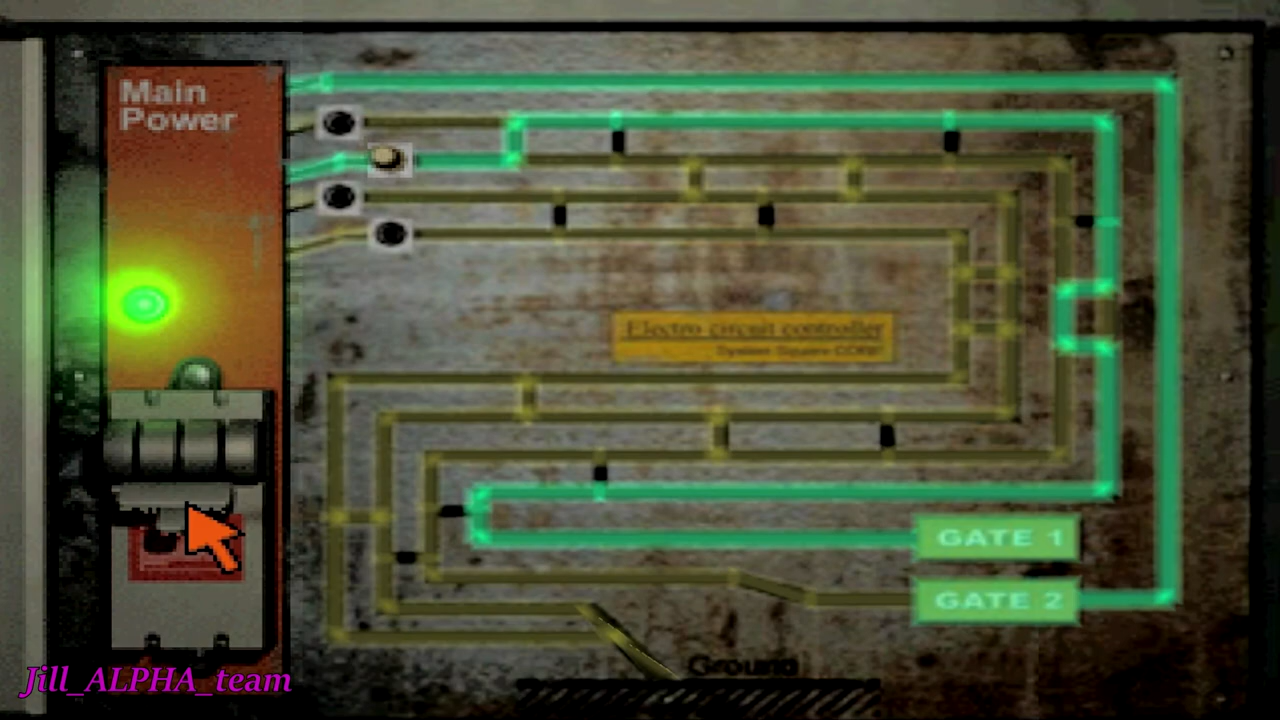 Main
Power
Electro circuit controller
GATE 1
GATE 2
Ground
Jill_ALPHA_team